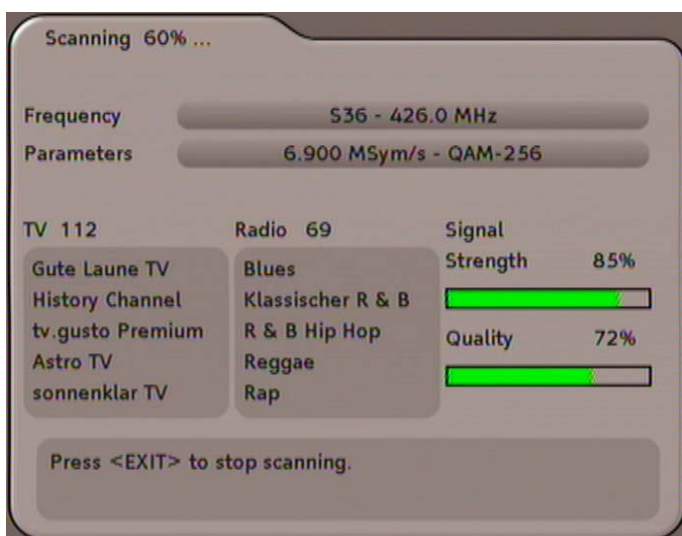 Scanning 60% ...
Frequency S36 - 426.0 MHz
Parameters 6.900 MSym/s - QAM-256
TV 112
Gute Laune TV
History Channel
tv.gusto Premium
Astro TV
sonnenklar TV
Radio 69
Blues
Klassischer R & B
R & B Hip Hop
Reggae
Rap
Signal
Strength 85%
Quality 72%
Press <EXIT> to stop scanning.